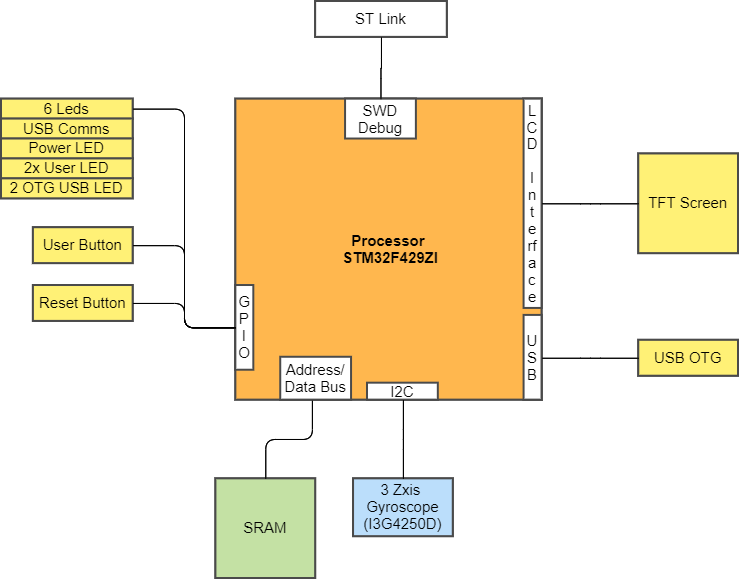 ST Link
SWD
Debug
LCD Interface
6 Leds
USB Comms
Power LED
2x User LED
2 OTG USB LED
User Button
Reset Button
GPIO
Processor
STM32F429ZI
TFT Screen
USB
USB OTG
Address/
Data Bus
I2C
SRAM
3 Zxis
Gyroscope
(I3G4250D)